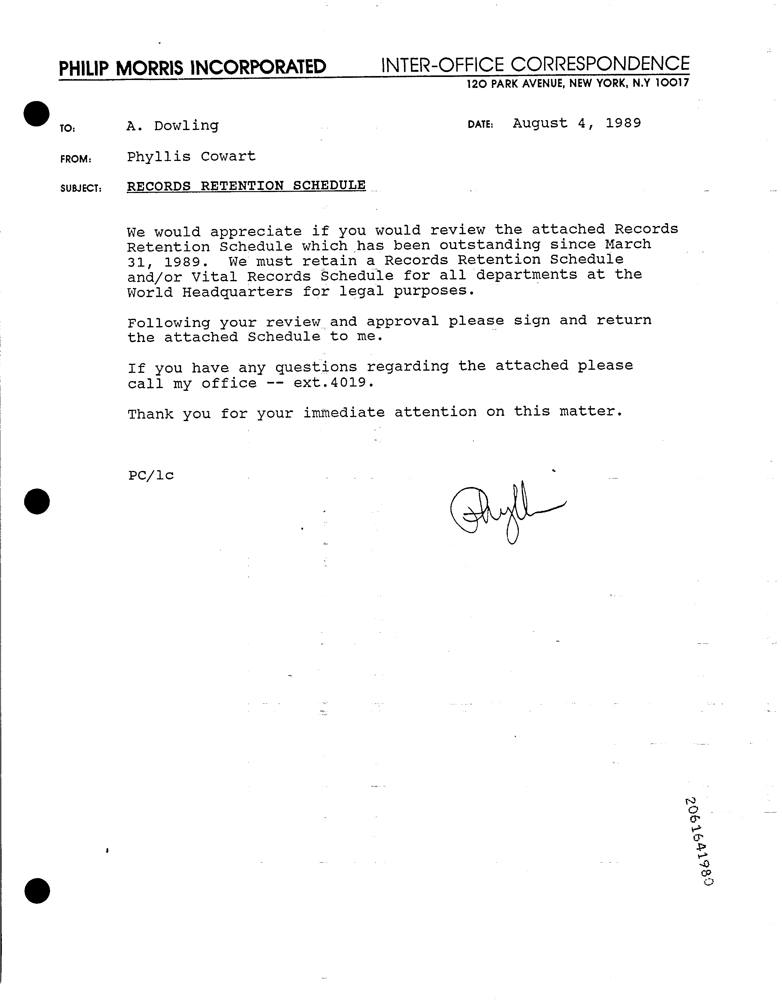 PHILIP MORRIS INCORPORATED INTER-OFFICE CORRESPONDENCE
120 PARK AVENUE, NEW YORK, N.Y 10017
TO: A. Dowling DATE: August 4, 1989
FROM: Phyllis Cowart
SUBJECT: RECORDS RETENTION SCHEDULE
We would appreciate if you would review the attached Records
Retention Schedule which has been outstanding since March
31, 1989. We must retain a Records Retention Schedule
and/or Vital Records Schedule for all departments at the
World Headquarters for legal purposes.
Following your review and approval please sign and return
the attached Schedule to me.
If you have any questions regarding the attached please
call my office -- ext.4019.
Thank you for your immediate attention on this matter.
PC/lc
2061641980